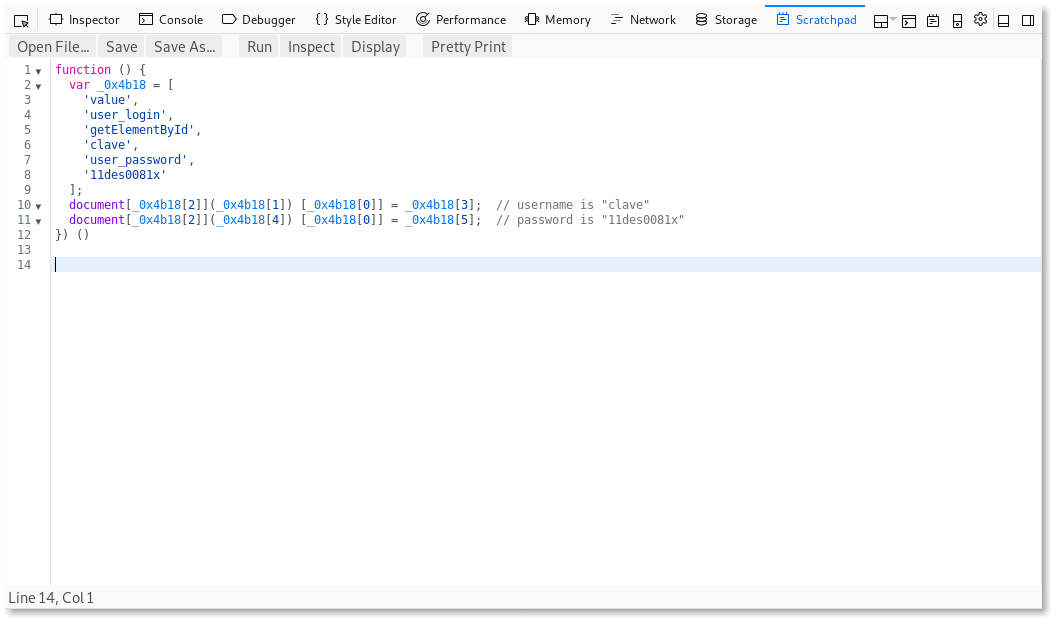 Inspector Console Debugger { } Style Editor Performance Memory Network Storage Scratchpad
Open File... Save Save As... Run Inspect Display Pretty Print
1 function () {
2 var _0x4b18 = [
3 'value',
4 'user_login',
5 'getElementById',
6 'clave',
7 'user_password',
8 '11des0081x'
9 ];
10 document[_0x4b18[2]](_0x4b18[1]) [_0x4b18[0]] = _0x4b18[3]; // username is "clave"
11 document[_0x4b18[2]](_0x4b18[4]) [_0x4b18[0]] = _0x4b18[5]; // password is "11des0081x"
12 }) ()
13
14
Line 14, Col 1